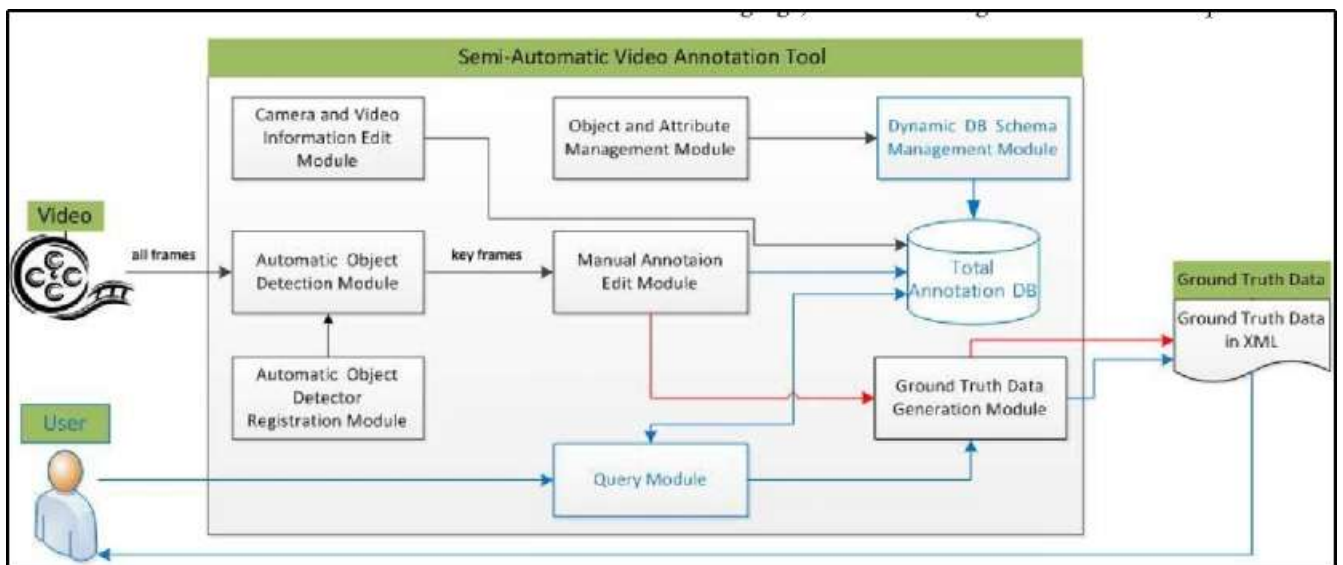 Semi-Automatic Video Annotation Tool
Camera and Video
Information Edit
Module
Object and Attribute
Management Module
Dynamic DB Schema
Management Module
Video
all frames
Automatic Object
Detection Module
key frames
Manual Annotaion
Edit Module
Total
Annotation DB
Ground Truth Data
Ground Truth Data
in XML
Automatic Object
Detector
Registration Module
Ground Truth Data
Generation Module
User
Query Module